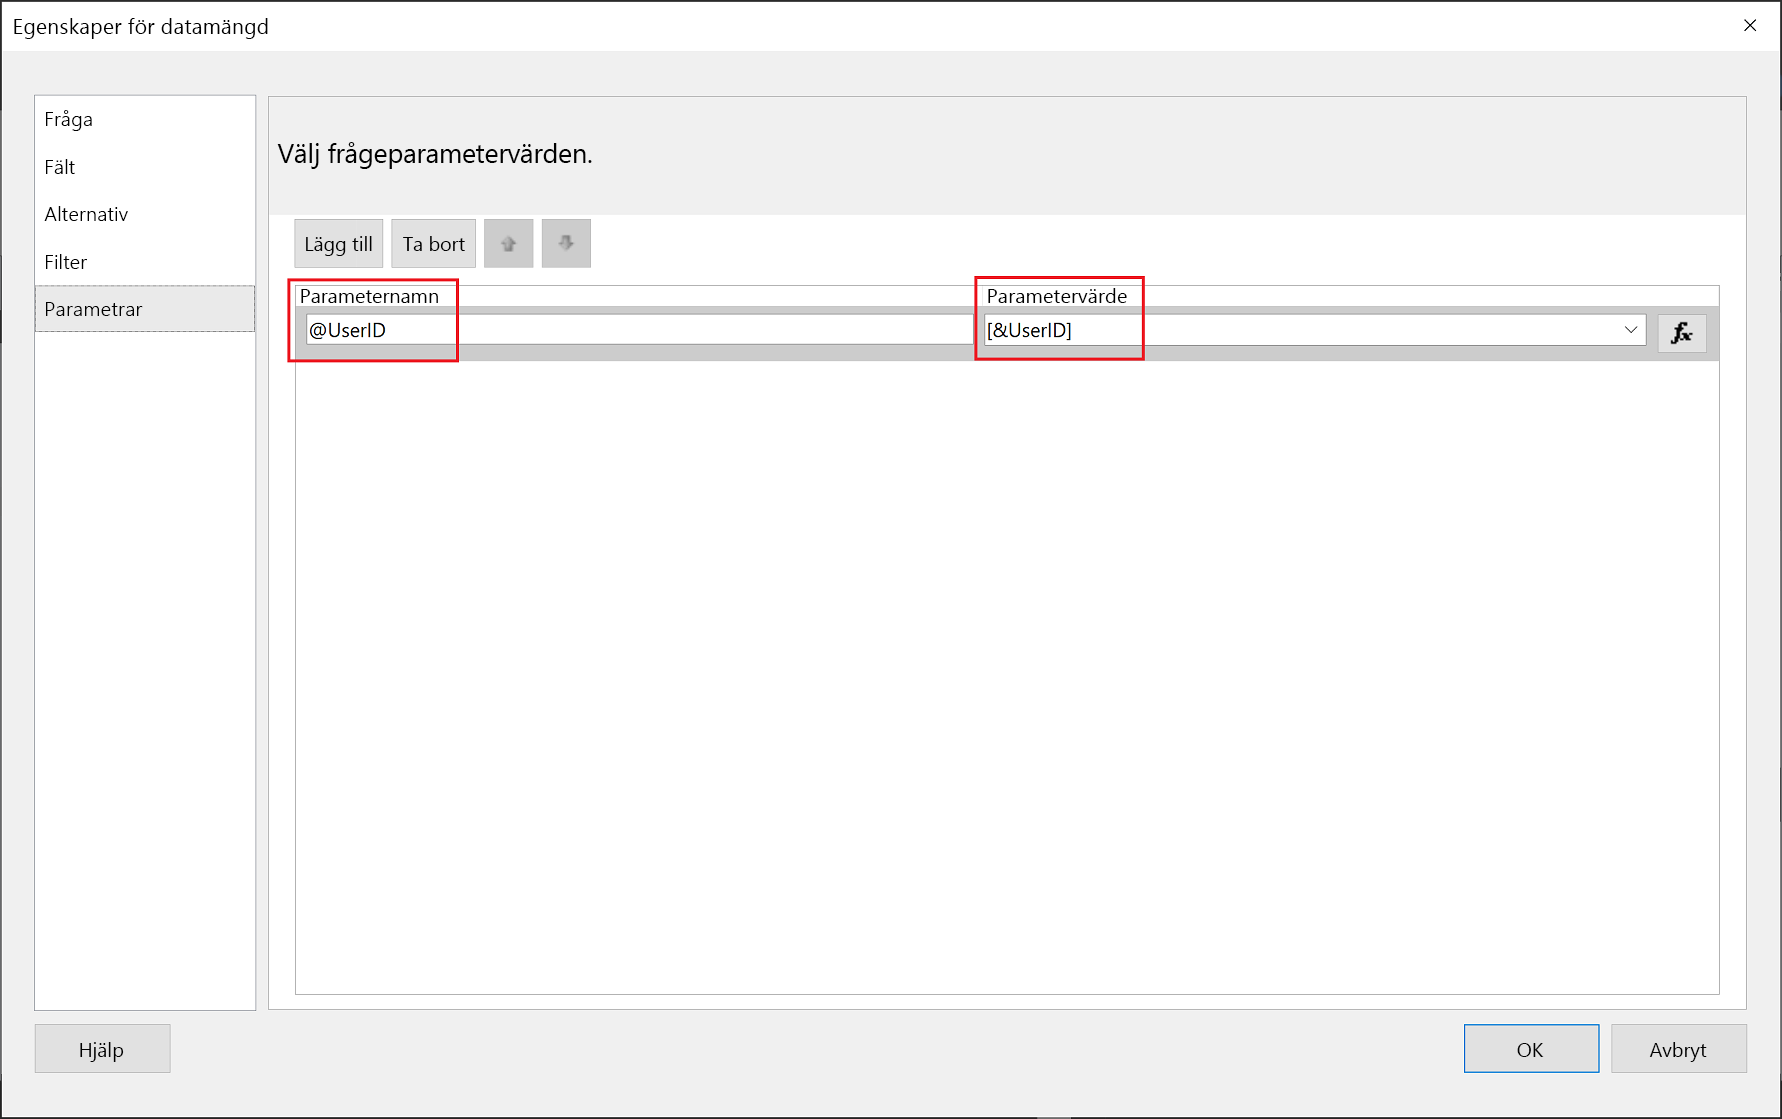 Egenskaper för datamängd
Fråga
Fält
Alternativ
Filter
Parametrar
Välj frågeparametervärden.
Lägg till Ta bort
Parameternamn Parametervärde
@UserID [&UserID] fx
Hjälp OK Avbryt